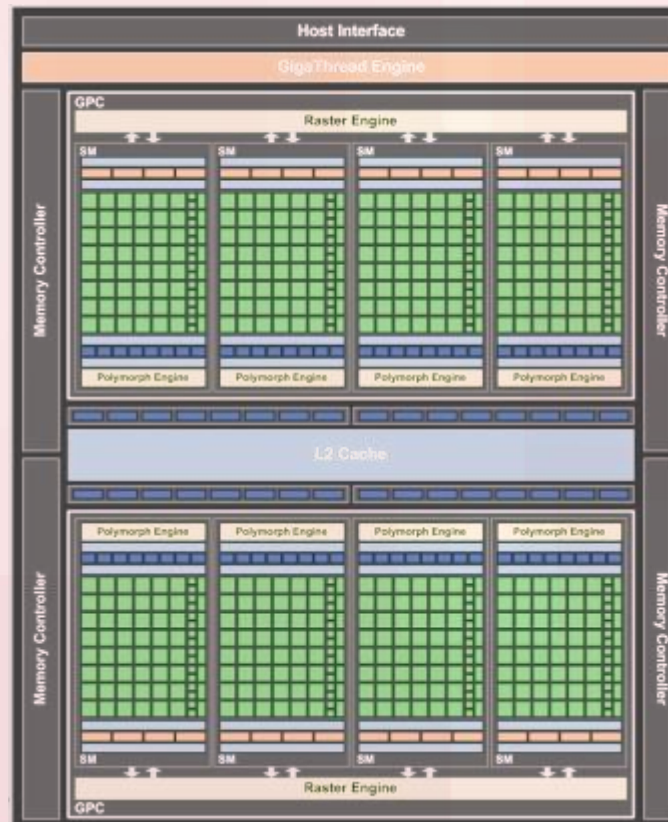 Host Interface
GigaThread Engine
GPC
Raster Engine
SM SM SM SM
Memory Controller
Memory Controller
Polymorph Engine Polymorph Engine Polymorph Engine Polymorph Engine
L2 Cache
Polymorph Engine Polymorph Engine Polymorph Engine Polymorph Engine
Memory Controller
Memory Controller
SM SM SM SM
Raster Engine
GPC